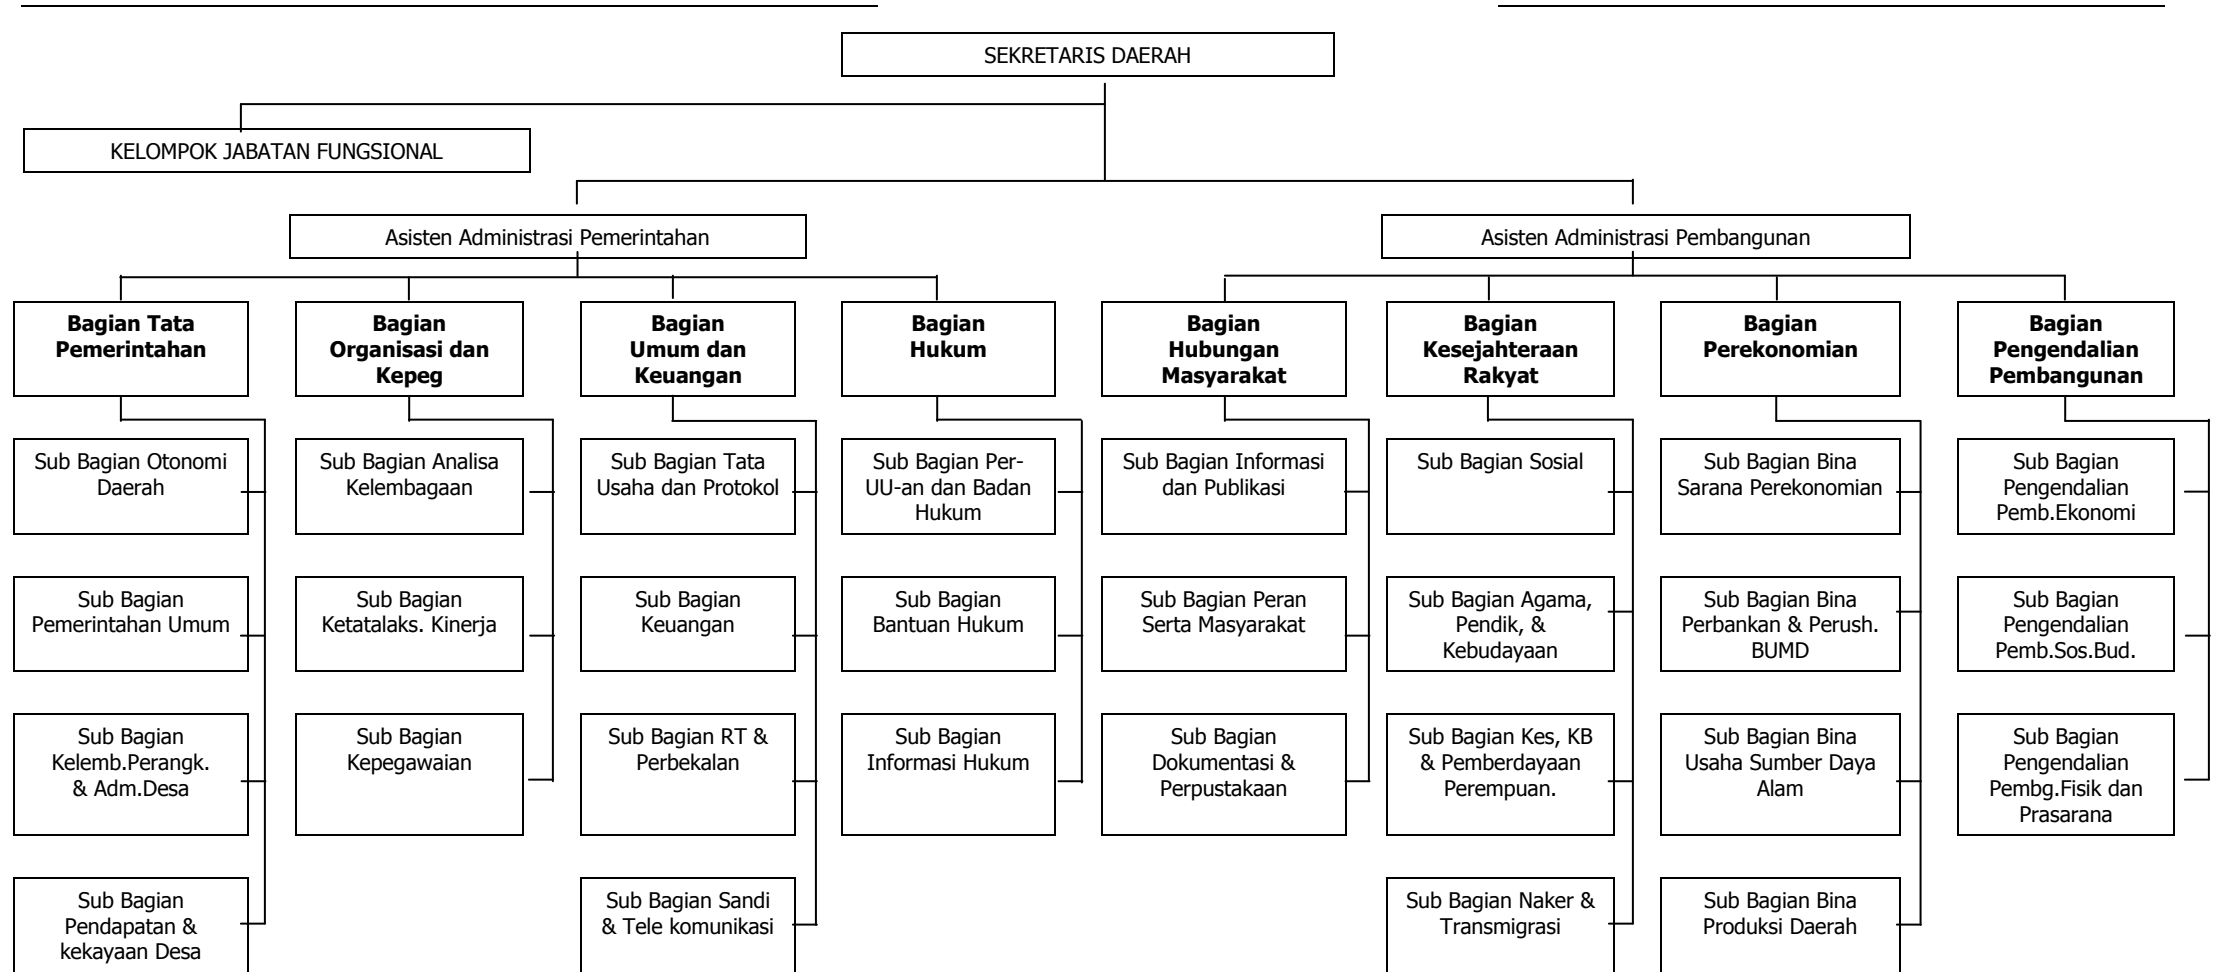 SEKRETARIS DAERAH
KELOMPOK JABATAN FUNGSIONAL
Asisten Administrasi Pemerintahan
Asisten Administrasi Pembangunan
Bagian Tata
Pemerintahan
Bagian
Organisasi dan
Kepeg
Bagian
Umum dan
Keuangan
Bagian
Hukum
Bagian
Hubungan
Masyarakat
Bagian
Kesejahteraan
Rakyat
Bagian
Perekonomian
Bagian
Pengendalian
Pembangunan
Sub Bagian Otonomi
Daerah
Sub Bagian Analisa
Kelembagaan
Sub Bagian Tata
Usaha dan Protokol
Sub Bagian Per-
UU-an dan Badan
Hukum
Sub Bagian Informasi
dan Publikasi
Sub Bagian Sosial
Sub Bagian Bina
Sarana Perekonomian
Sub Bagian
Pengendalian
Pemb.Ekonomi
Sub Bagian
Pemerintahan Umum
Sub Bagian
Ketatalaks. Kinerja
Sub Bagian
Keuangan
Sub Bagian
Bantuan Hukum
Sub Bagian Peran
Serta Masyarakat
Sub Bagian Agama,
Pendik, &
Kebudayaan
Sub Bagian Bina
Perbankan & Perush.
BUMD
Sub Bagian
Pengendalian
Pemb.Sos.Bud.
Sub Bagian
Kelemb.Perangk.
& Adm.Desa
Sub Bagian
Kepegawaian
Sub Bagian RT &
Perbekalan
Sub Bagian
Informasi Hukum
Sub Bagian
Dokumentasi &
Perpustakaan
Sub Bagian Kes, KB
& Pemberdayaan
Perempuan.
Sub Bagian Bina
Usaha Sumber Daya
Alam
Sub Bagian
Pengendalian
Pembg.Fisik dan
Prasarana
Sub Bagian
Pendapatan &
kekayaan Desa
Sub Bagian Sandi
& Tele komunikasi
Sub Bagian Naker &
Transmigrasi
Sub Bagian Bina
Produksi Daerah